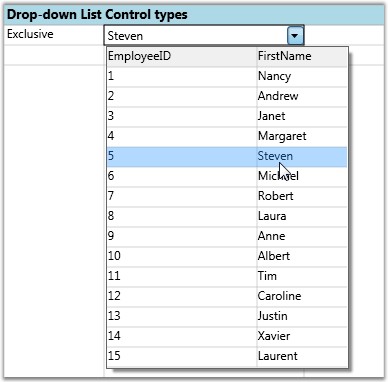 Drop-down List Control types
Exclusive Steven
EmployeeID FirstName
1 Nancy
2 Andrew
3 Janet
4 Margaret
5 Steven
6 Michael
7 Robert
8 Laura
9 Anne
10 Albert
11 Tim
12 Caroline
13 Justin
14 Xavier
15 Laurent